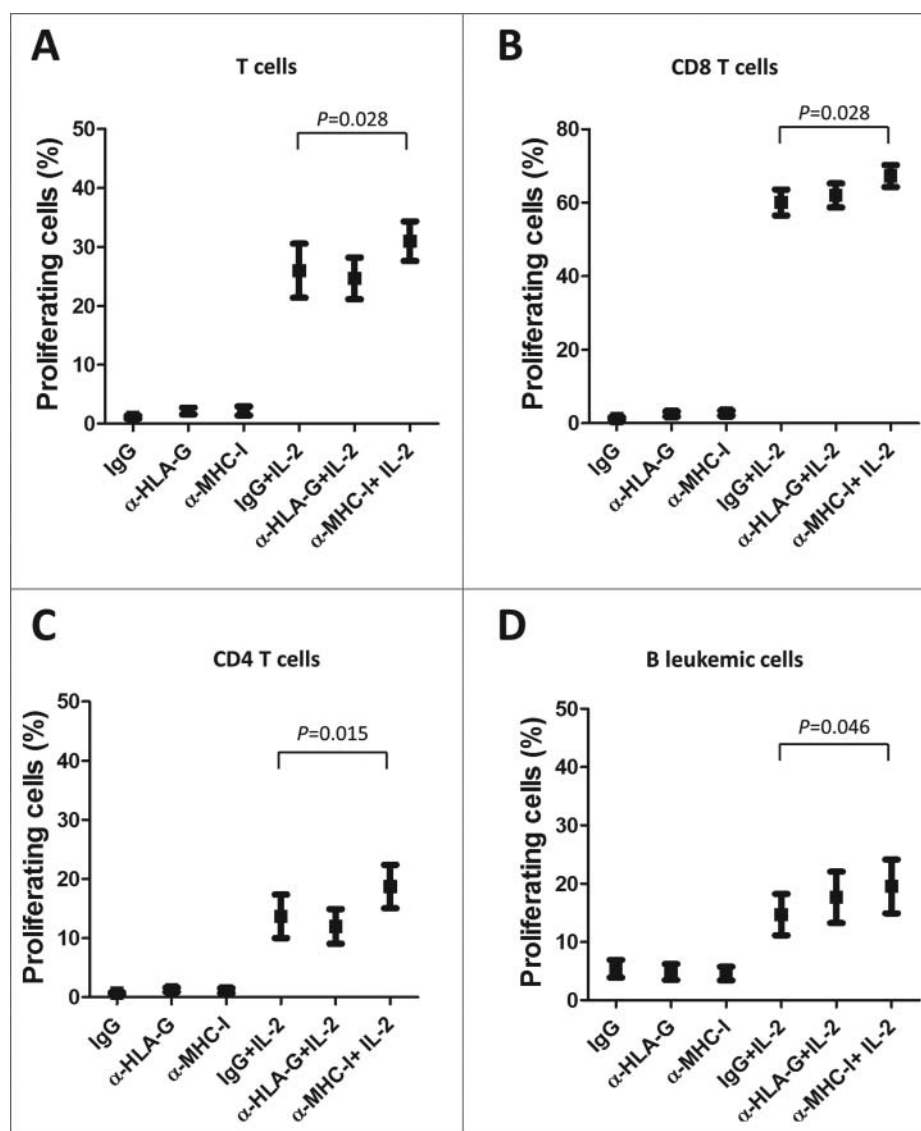 A
T cells
P=0.028
Proliferating cells (%)
50
40
30
20
10
0
IgG
α-HLA-G
α-MHC-I
IgG+IL-2
α-HLA-G+IL-2
α-MHC-I+ IL-2
B
CD8 T cells
P=0.028
Proliferating cells (%)
80
60
40
20
0
IgG
α-HLA-G
α-MHC-I
IgG+IL-2
α-HLA-G+IL-2
α-MHC-I+ IL-2
C
CD4 T cells
P=0.015
Proliferating cells (%)
50
40
30
20
10
0
IgG
α-HLA-G
α-MHC-I
IgG+IL-2
α-HLA-G+IL-2
α-MHC-I+ IL-2
D
B leukemic cells
P=0.046
Proliferating cells (%)
50
40
30
20
10
0
IgG
α-HLA-G
α-MHC-I
IgG+IL-2
α-HLA-G+IL-2
α-MHC-I+ IL-2